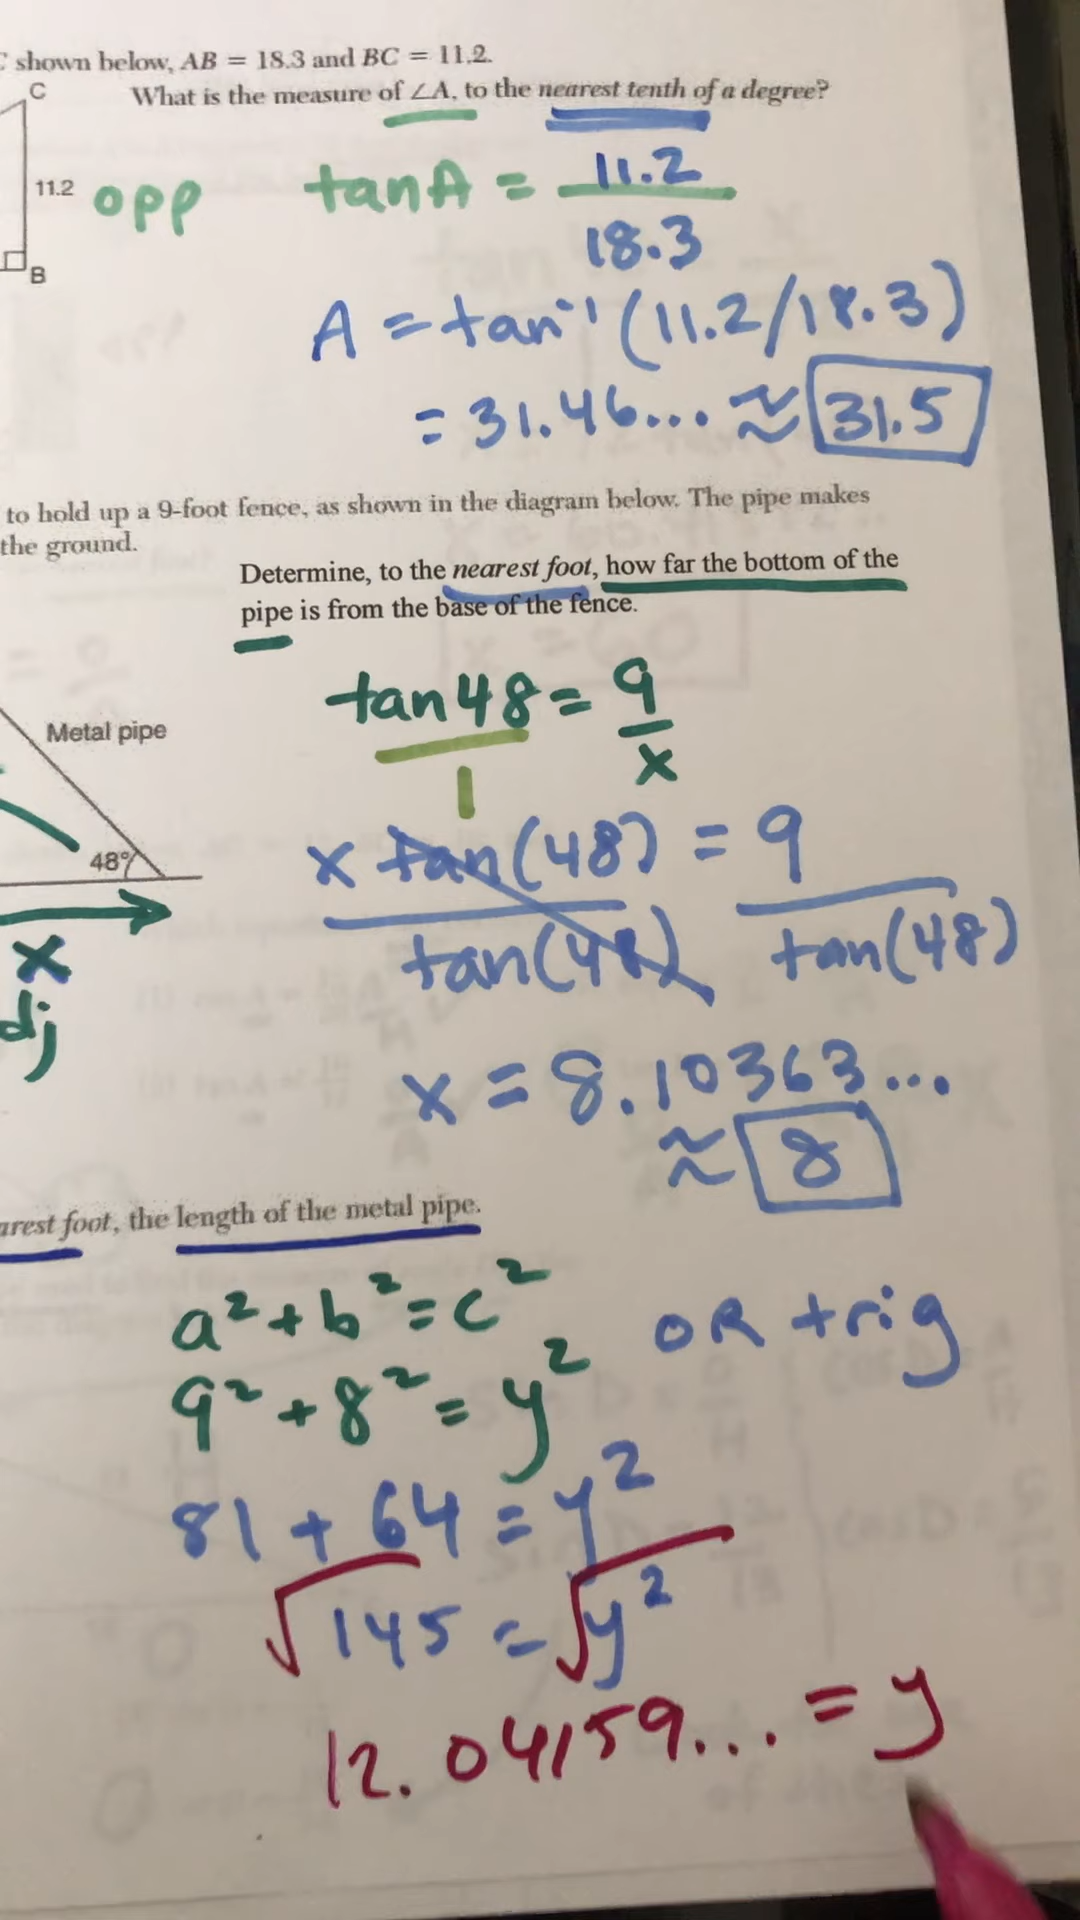 shown below, AB = 18.3 and BC = 11.2.
C
What is the measure of ∠A, to the nearest tenth of a degree?
11.2
opp
tanA = 11.2
18.3
B
A = tan⁻¹(11.2/18.3)
= 31.46... ≈ 31.5
to hold up a 9-foot fence, as shown in the diagram below. The pipe makes
the ground.
Determine, to the nearest foot, how far the bottom of the
pipe is from the base of the fence.
tan48 = 9
1 x
Metal pipe
48°
x tan(48) = 9
tan(48) tan(48)
x
dj
x = 8.10363...
≈ 8
arest foot, the length of the metal pipe.
a² + b² = c²
OR trig
9² + 8² = y²
81 + 64 = y²
√145 = √y²
12.04159... = y